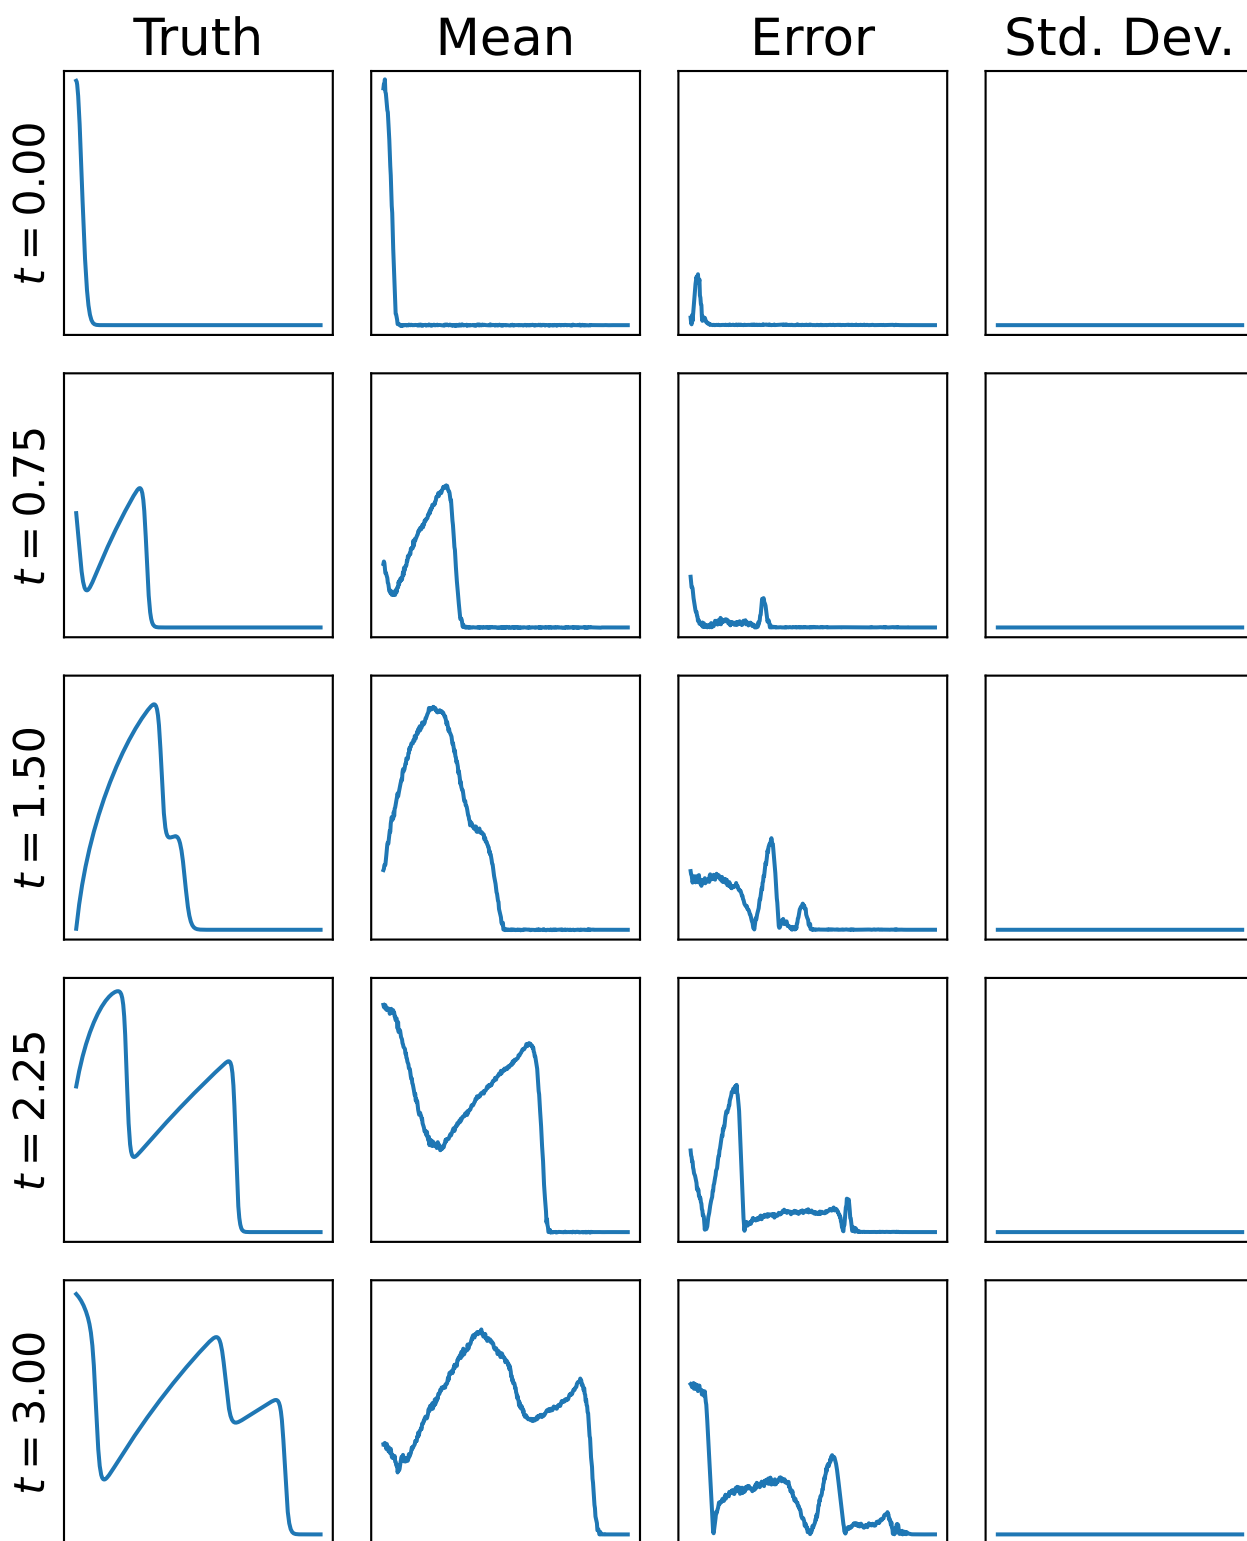 Truth Mean Error Std. Dev.
t = 0.00
t = 0.75
t = 1.50
t = 2.25
t = 3.00